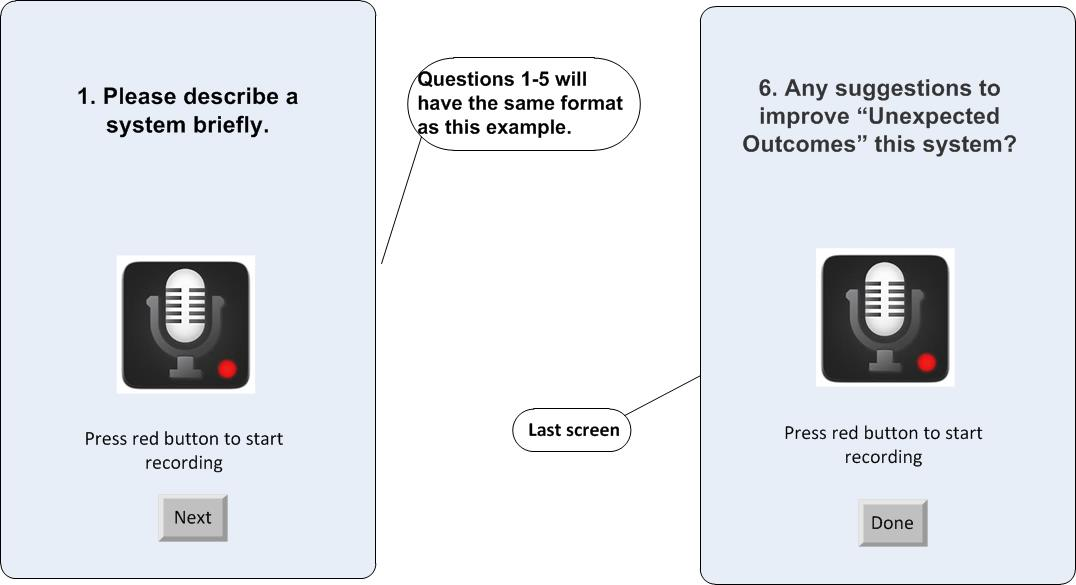 1. Please describe a
system briefly.
Press red button to start
recording
Next
Questions 1-5 will
have the same format
as this example.
Last screen
6. Any suggestions to
improve “Unexpected
Outcomes” this system?
Press red button to start
recording
Done